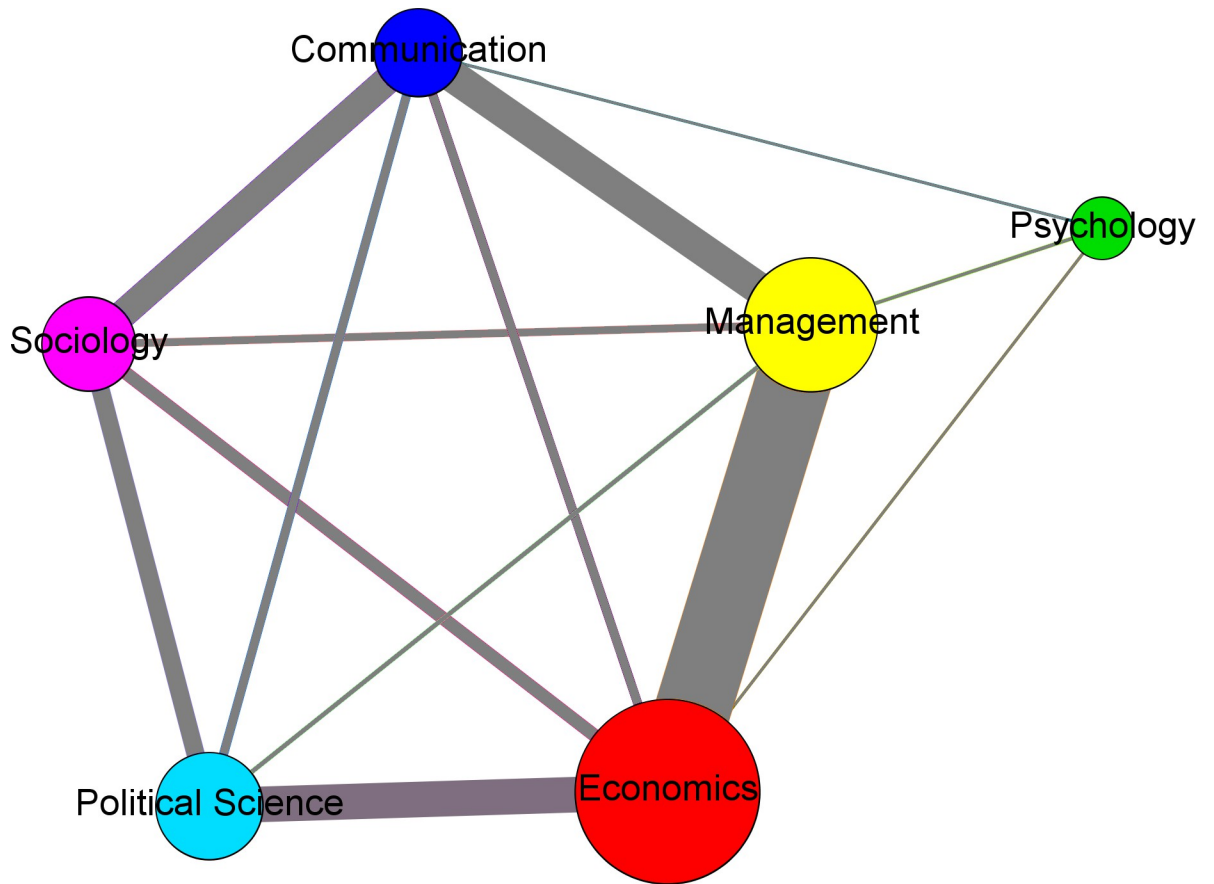 Communication
Psychology
Management
Sociology
Economics
Political Science